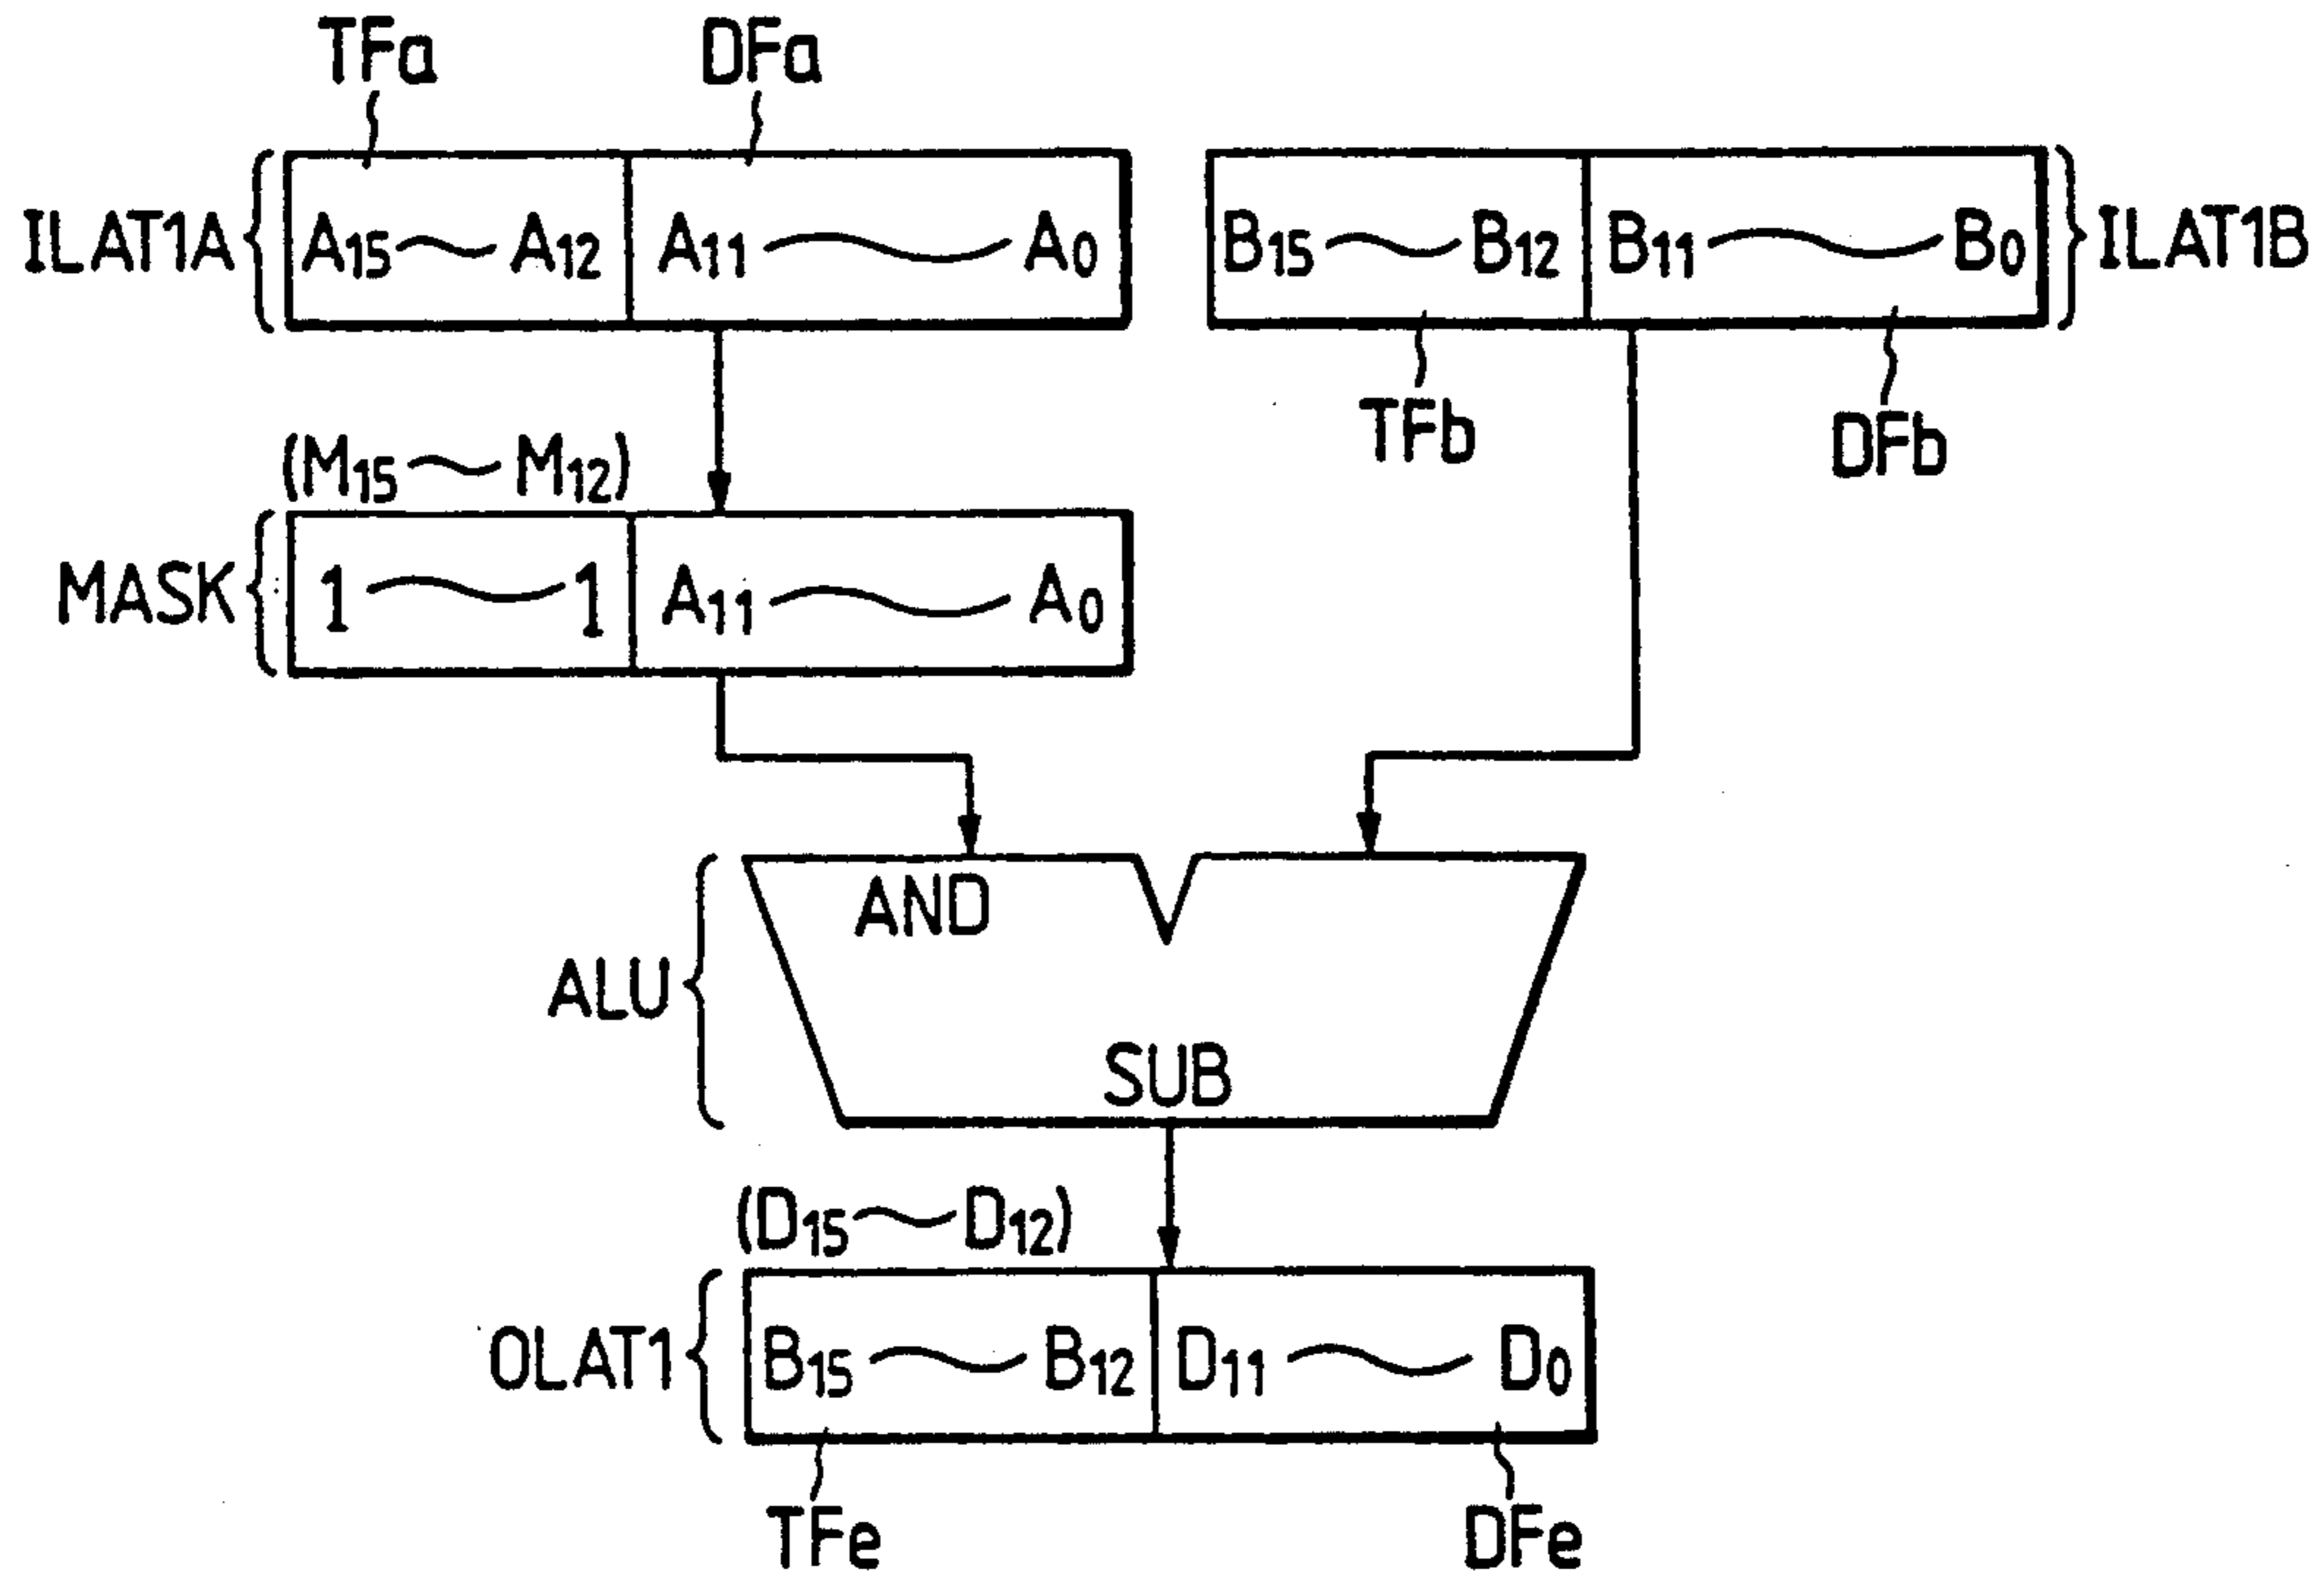 TFa DFa
ILAT1A A15 ~ A12 A11 ~ A0 B15 ~ B12 B11 ~ B0 ILAT1B
TFb DFb
(M15 ~ M12)
MASK 1 ~ 1 A11 ~ A0
AND
ALU
SUB
(D15 ~ D12)
OLAT1 B15 ~ B12 D11 ~ D0
TFe DFe